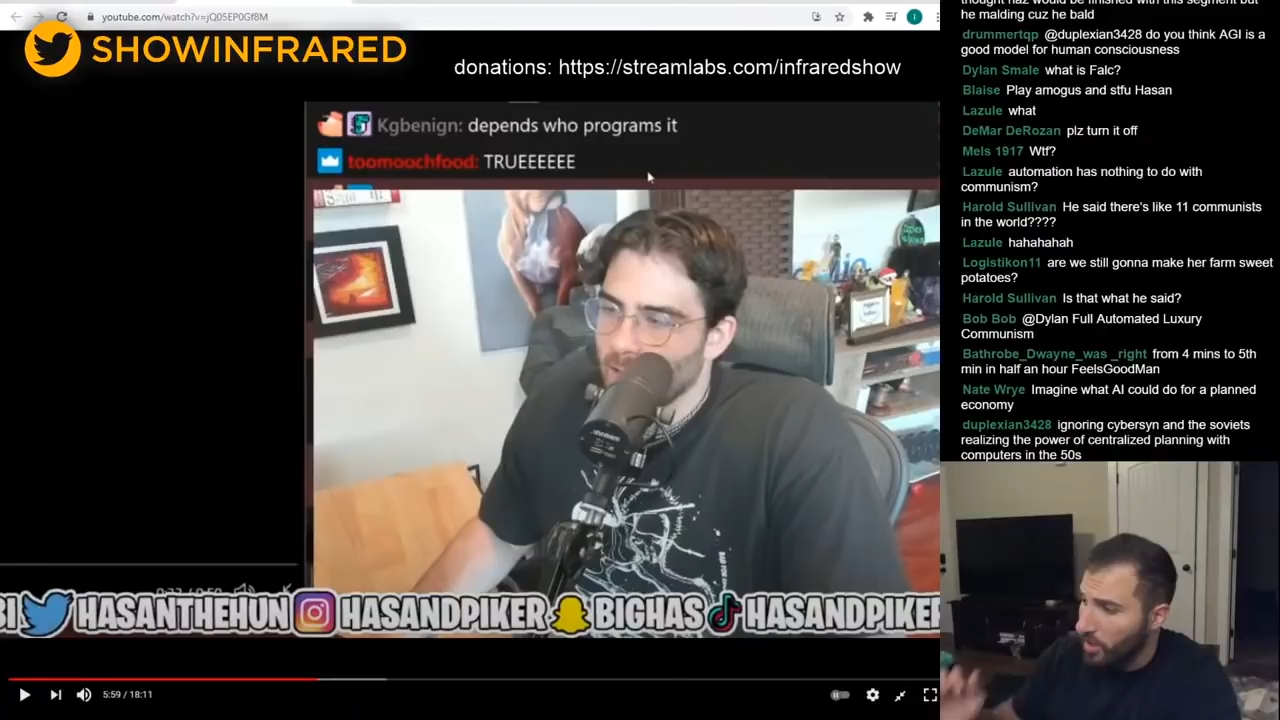 youtube.com/watch?v=jQ05EP0Gf8M
SHOWINFRARED
donations: https://streamlabs.com/infraredshow
Kgbenign: depends who programs it
toomoochfood: TRUEEEEEE
HASANTHEHUN HASANDPIKER BIGHAS HASANDPIKER
5:59 / 18:11
thought haz would be finished with this segment but
he malding cuz he bald
drummertqp @duplexian3428 do you think AGI is a
good model for human consciousness
Dylan Smale what is Falc?
Blaise Play amogus and stfu Hasan
Lazule what
DeMar DeRozan plz turn it off
Mels 1917 Wtf?
Lazule automation has nothing to do with
communism?
Harold Sullivan He said there's like 11 communists
in the world????
Lazule hahahahah
Logistikon11 are we still gonna make her farm sweet
potatoes?
Harold Sullivan Is that what he said?
Bob Bob @Dylan Full Automated Luxury
Communism
Bathrobe_Dwayne_was _right from 4 mins to 5th
min in half an hour FeelsGoodMan
Nate Wrye Imagine what AI could do for a planned
economy
duplexian3428 ignoring cybersyn and the soviets
realizing the power of centralized planning with
computers in the 50s